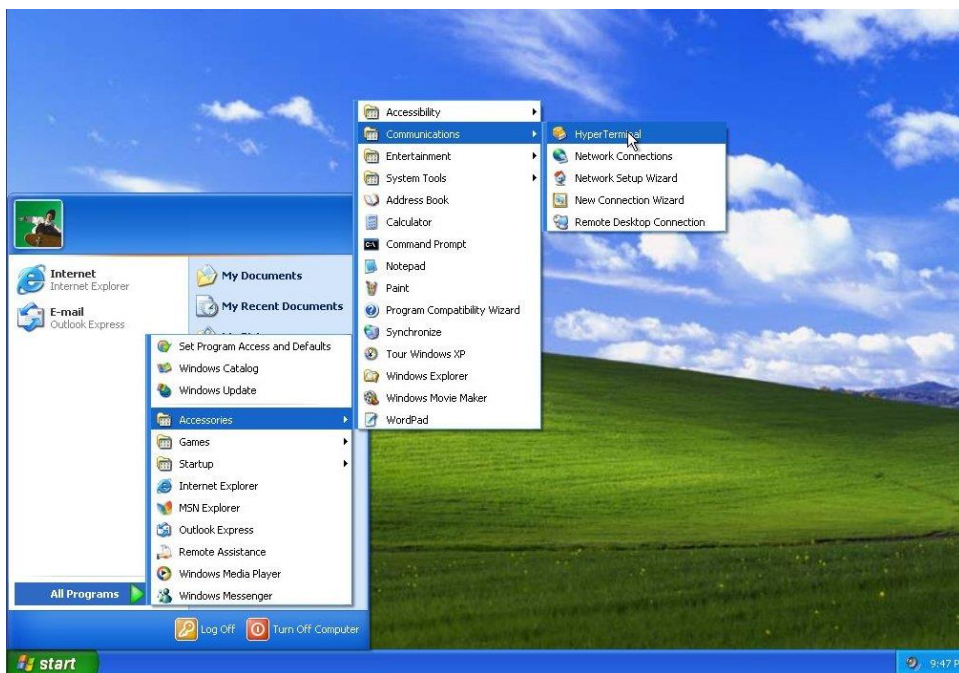 Internet
Internet Explorer
E-mail
Outlook Express
My Documents
My Recent Documents
Set Program Access and Defaults
Windows Catalog
Windows Update
Accessories
Games
Startup
Internet Explorer
MSN Explorer
Outlook Express
Remote Assistance
Windows Media Player
Windows Messenger
All Programs
Log Off
Turn Off Computer
Accessibility
Communications
Entertainment
System Tools
Address Book
Calculator
Command Prompt
Notepad
Paint
Program Compatibility Wizard
Synchronize
Tour Windows XP
Windows Explorer
Windows Movie Maker
WordPad
HyperTerminal
Network Connections
Network Setup Wizard
New Connection Wizard
Remote Desktop Connection
start
9:47 P